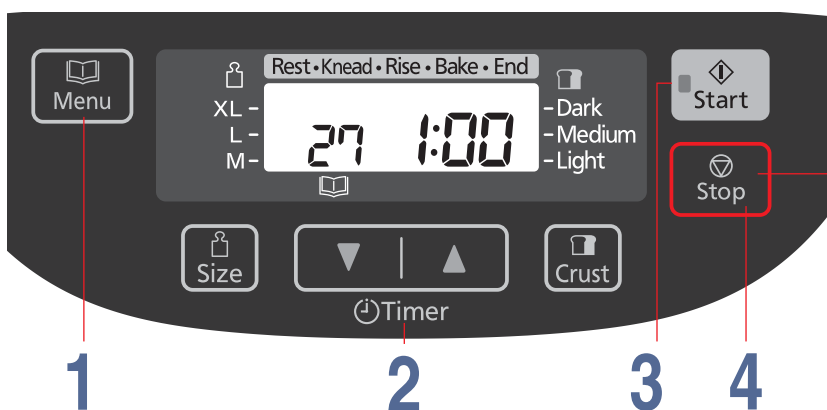 Menu
Rest • Knead • Rise • Bake • End
XL –
L –
M –
27 1:00
– Dark
– Medium
– Light
Start
Stop
Size
Crust
Timer
1
2
3
4